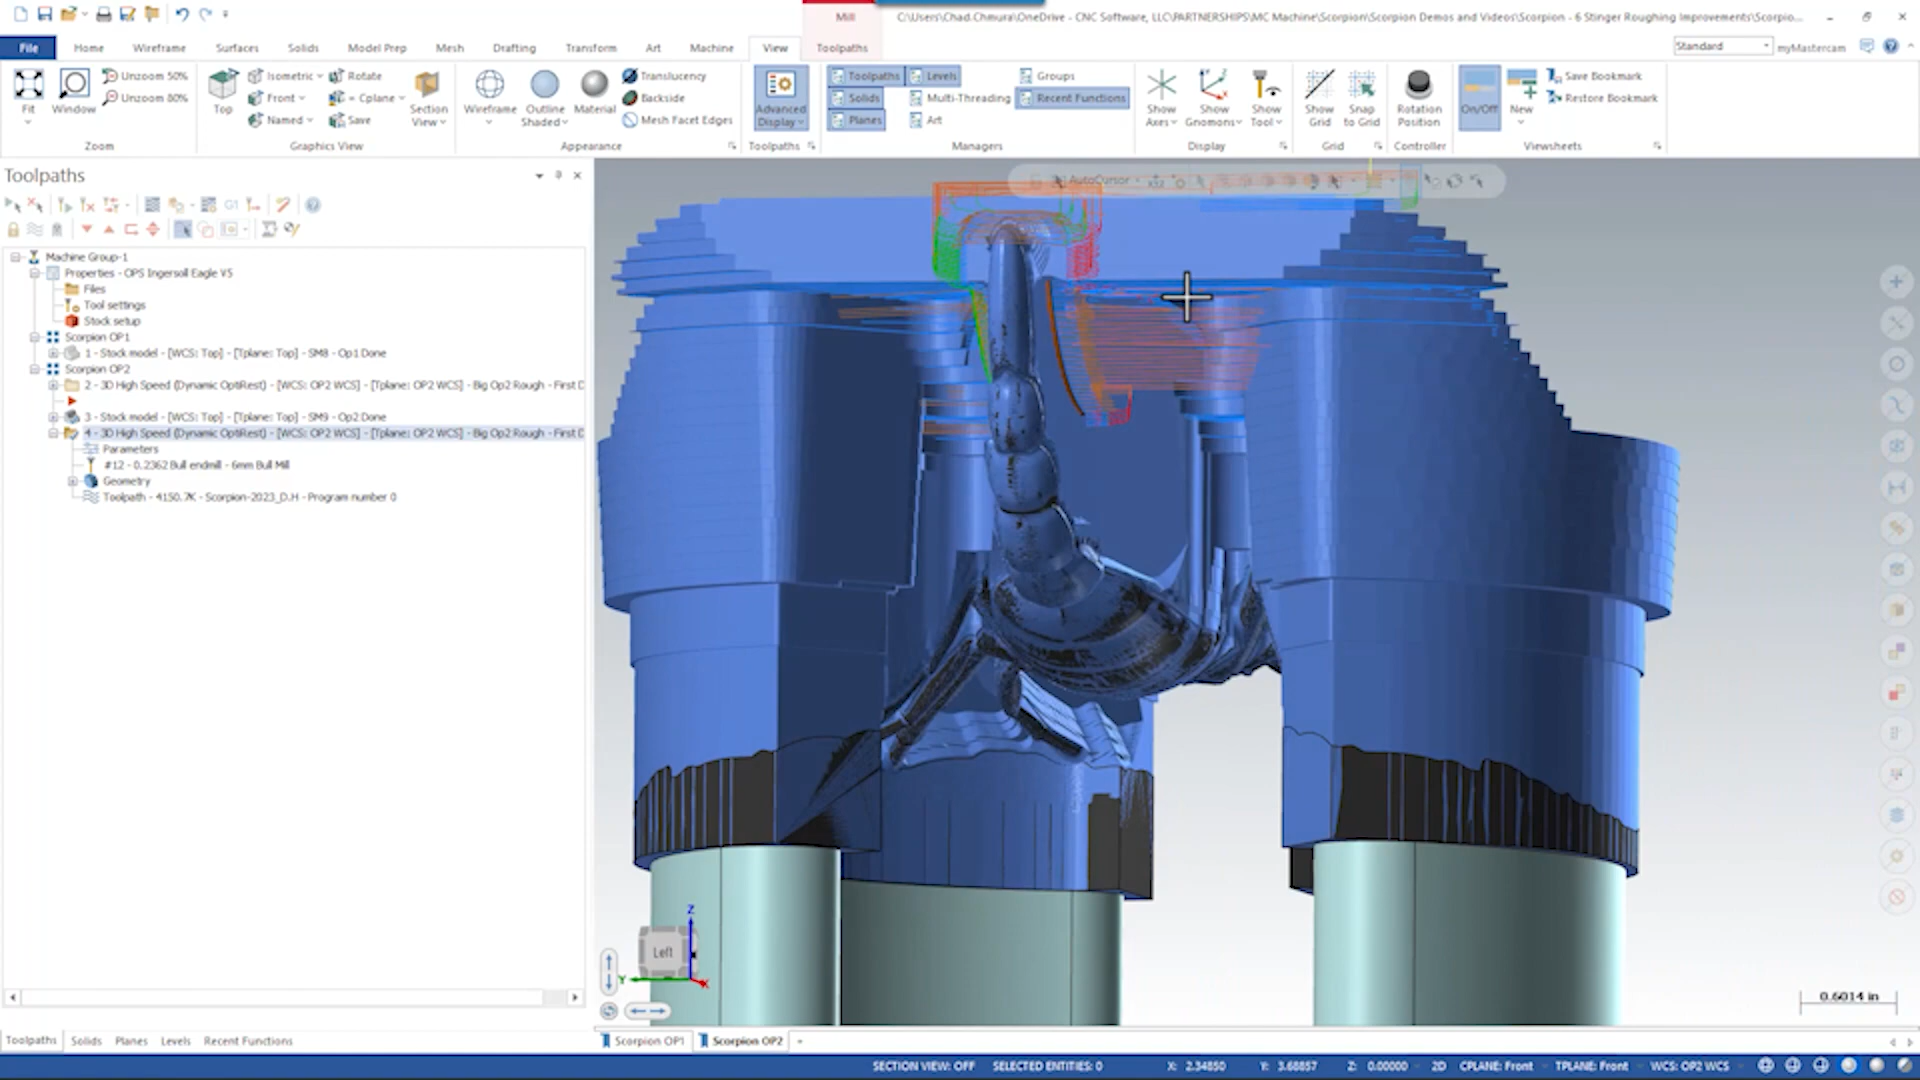 Mill
C:\Users\Chad.Chmura\OneDrive - CNC Software, LLC\PARTNERSHIPS\MC Machine\Scorpion\Scorpion Demos and Videos\Scorpion - 6 Stinger Roughing Improvements\Scorpio...
File Home Wireframe Surfaces Solids Model Prep Mesh Drafting Transform Art Machine View Toolpaths
Standard myMastercam
Fit Window Unzoom 50% Unzoom 80%
Zoom
Top Isometric Front Named Rotate = Cplane Save Section View
Graphics View
Wireframe Outline Shaded Material Translucency Backside Mesh Facet Edges
Appearance
Advanced Display
Toolpaths
Toolpaths Levels Groups
Solids Multi-Threading Recent Functions
Planes Art
Managers
Show Axes Show Gnomons Show Tool
Display
Show Grid Snap to Grid
Grid
Rotation Position
Controller
On/Off New Save Bookmark Restore Bookmark
Viewsheets
Toolpaths
AutoCursor
G1
Machine Group-1
Properties - OPS Ingersoll Eagle V5
Files
Tool settings
Stock setup
Scorpion OP1
1 - Stock model - [WCS: Top] - [Tplane: Top] - SM8 - Op1 Done
Scorpion OP2
2 - 3D High Speed (Dynamic OptiRest) - [WCS: OP2 WCS] - [Tplane: OP2 WCS] - Big Op2 Rough - First D
3 - Stock model - [WCS: Top] - [Tplane: Top] - SM9 - Op2 Done
4 - 3D High Speed (Dynamic OptiRest) - [WCS: OP2 WCS] - [Tplane: OP2 WCS] - Big Op2 Rough - First D
Parameters
#12 - 0.2362 Bull endmill - 6mm Bull Mill
Geometry
Toolpath - 4150.7K - Scorpion-2023_D.H - Program number 0
Z
Left
Y
X
0.6014 in
Toolpaths Solids Planes Levels Recent Functions
Scorpion OP1 Scorpion OP2
SECTION VIEW: OFF SELECTED ENTITIES: 0 X: 2.34850 Y: 3.68857 Z: 0.00000 2D CPLANE: Front TPLANE: Front WCS: OP2 WCS